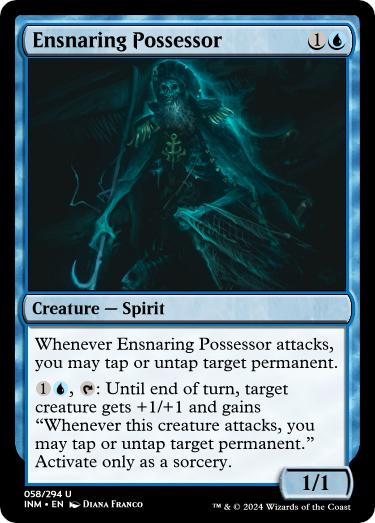 Ensnaring Possessor 1
Creature — Spirit
Whenever Ensnaring Possessor attacks,
you may tap or untap target permanent.
1 , : Until end of turn, target
creature gets +1/+1 and gains
“Whenever this creature attacks, you
may tap or untap target permanent.”
Activate only as a sorcery.
1/1
058/294 U
INM • EN Diana Franco
™ & © 2024 Wizards of the Coast